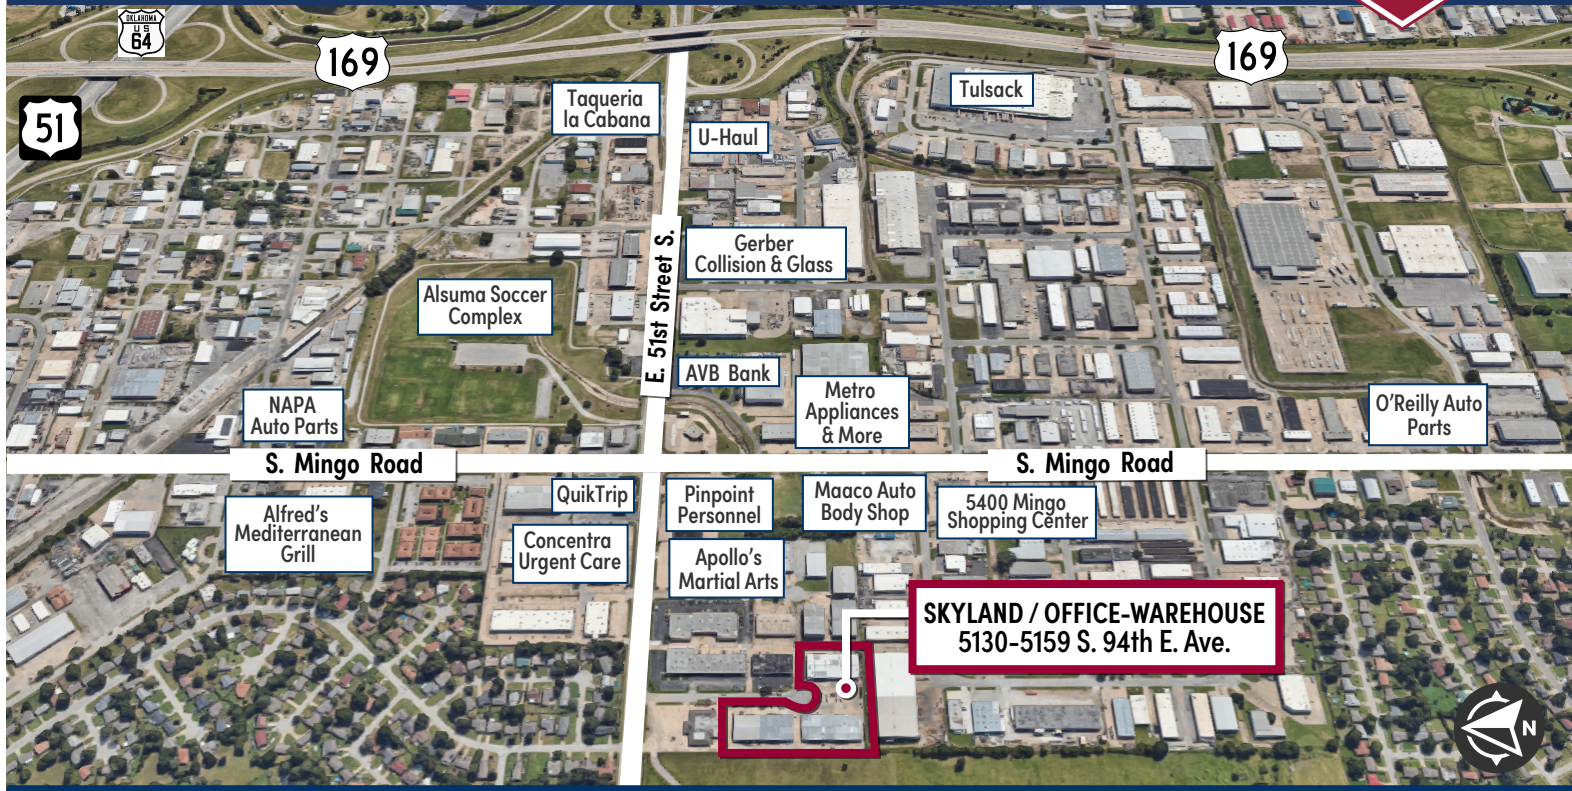 OKLAHOMA
US
64
169
169
51
Taqueria
la Cabana
Tulsack
U-Haul
E. 51st Street S.
Gerber
Collision & Glass
Alsuma Soccer
Complex
AVB Bank
Metro
Appliances
& More
NAPA
Auto Parts
O'Reilly Auto
Parts
S. Mingo Road
S. Mingo Road
QuikTrip
Pinpoint
Personnel
Maaco Auto
Body Shop
5400 Mingo
Shopping Center
Alfred's
Mediterranean
Grill
Concentra
Urgent Care
Apollo's
Martial Arts
SKYLAND / OFFICE-WAREHOUSE
5130-5159 S. 94th E. Ave.
N